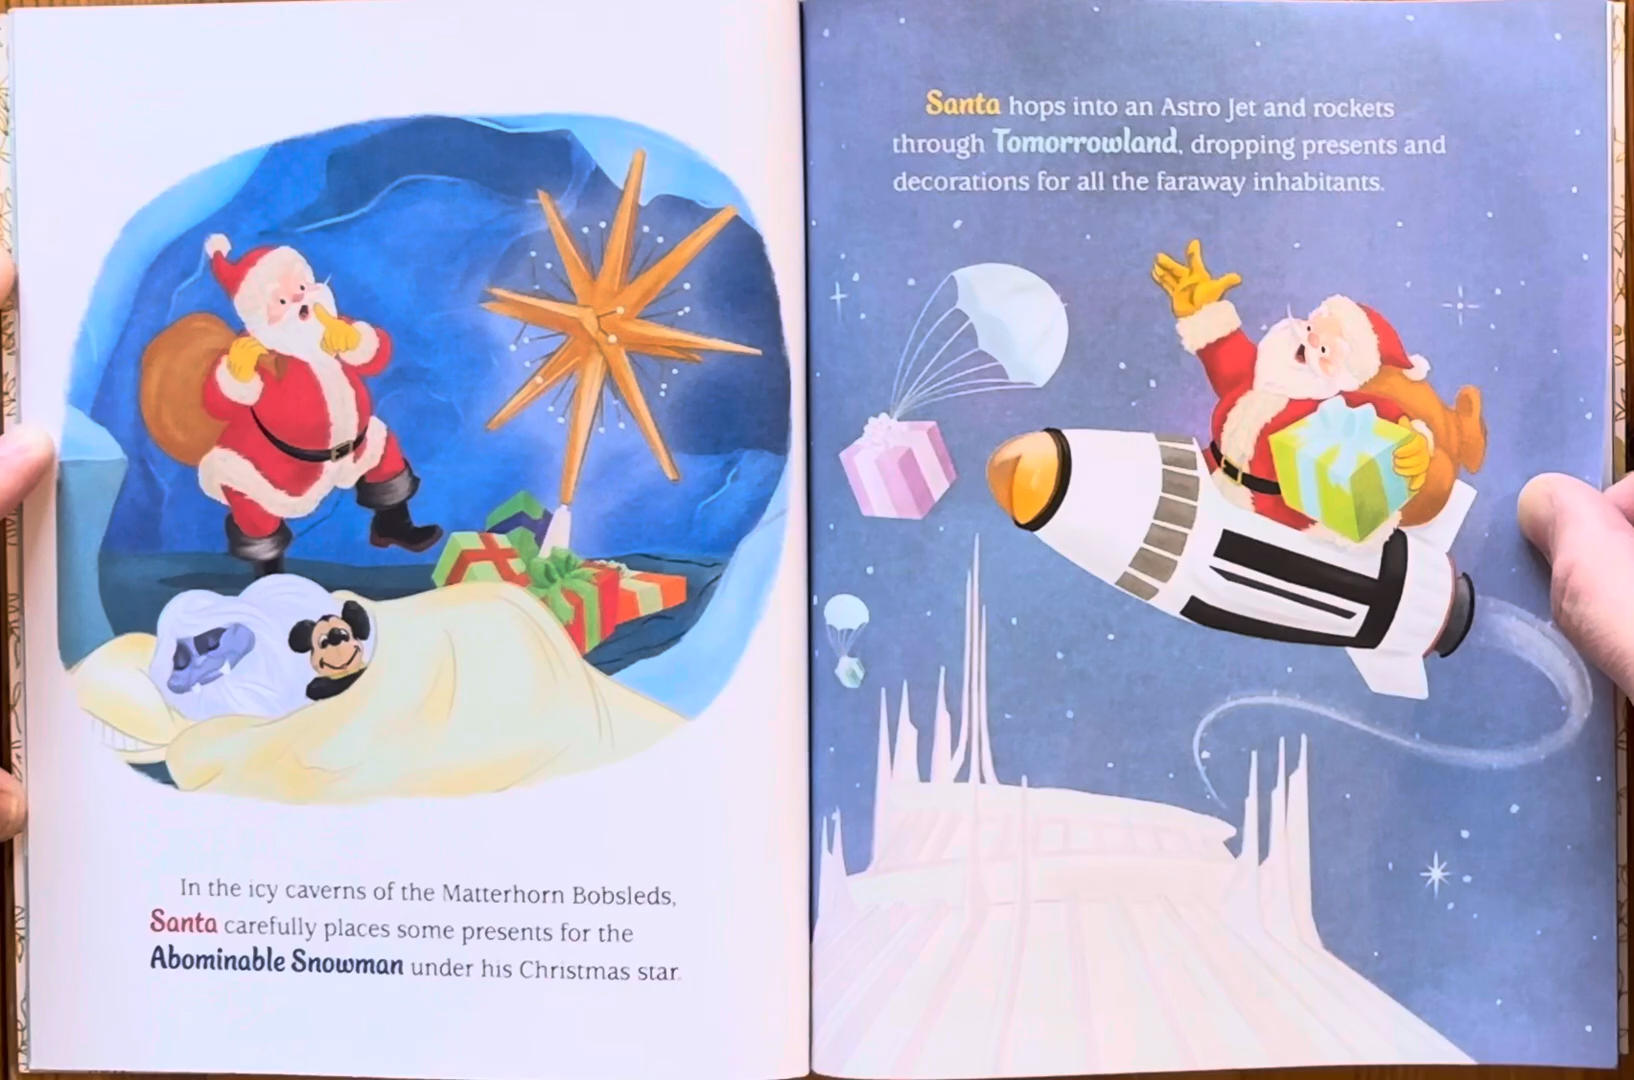 In the icy caverns of the Matterhorn Bobsleds,
Santa carefully places some presents for the
Abominable Snowman under his Christmas star.
Santa hops into an Astro Jet and rockets
through Tomorrowland, dropping presents and
decorations for all the faraway inhabitants.